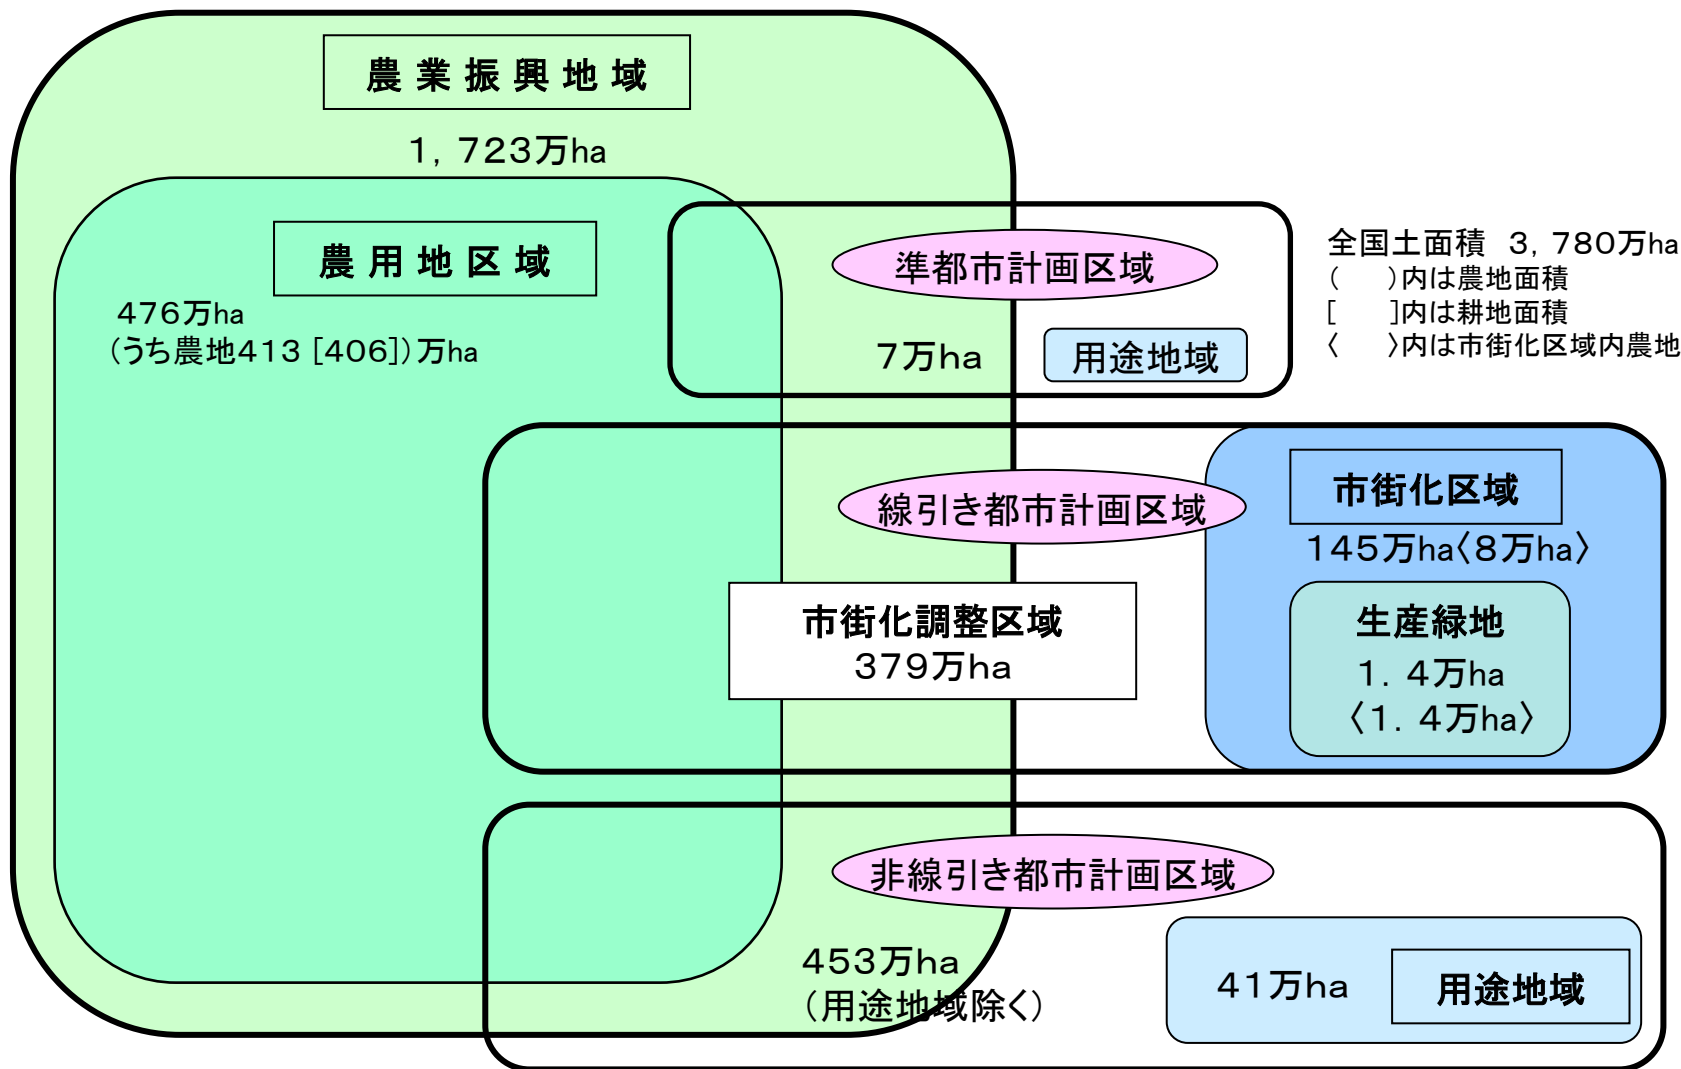 農業振興地域
１，７２３万ha
農用地区域
４７６万ha
（うち農地４１３［４０６］）万ha
準都市計画区域
７万ha
用途地域
全国土面積　３，７８０万ha
（　　）内は農地面積
［　　］内は耕地面積
〈　　〉内は市街化区域内農地
線引き都市計画区域
市街化区域
１４５万ha〈８万ha〉
市街化調整区域
３７９万ha
生産緑地
１．４万ha
〈１．４万ha〉
非線引き都市計画区域
４５３万ha
（用途地域除く）
４１万ha
用途地域